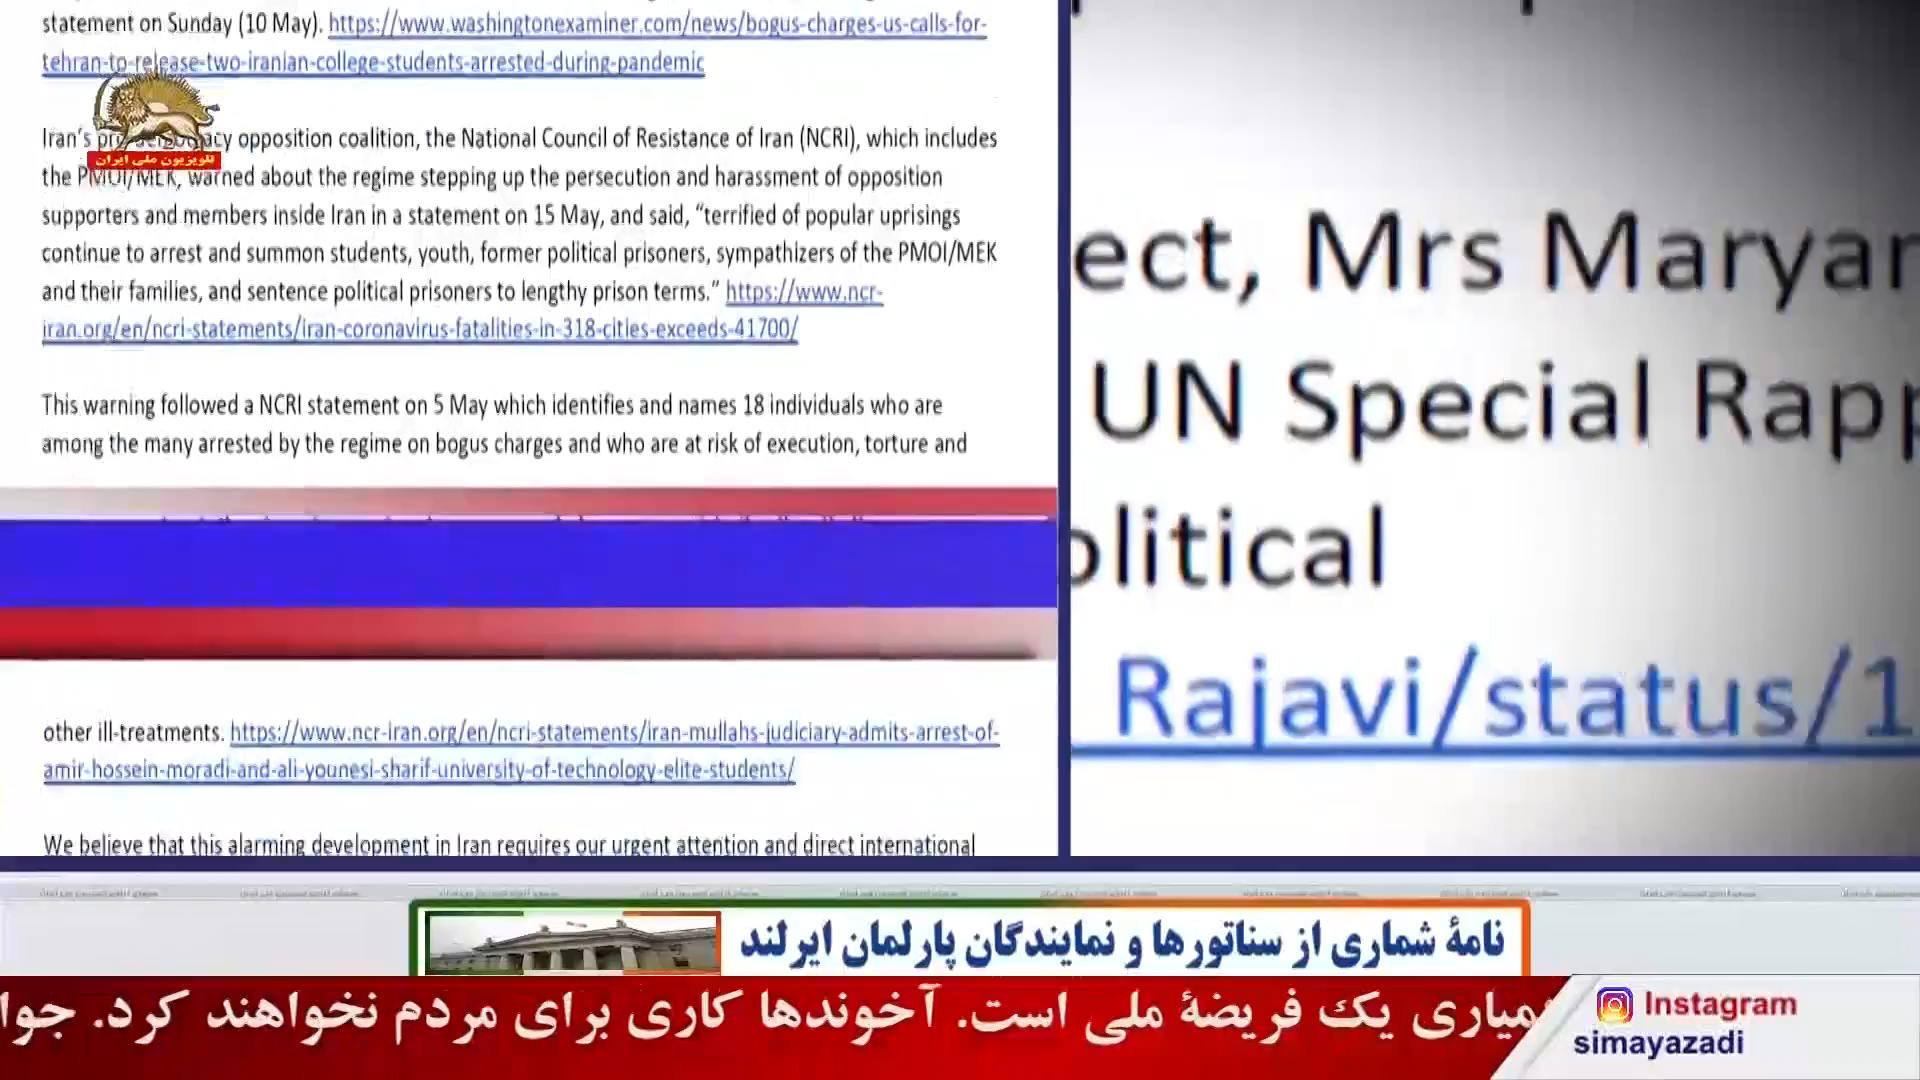 statement on Sunday (10 May). https://www.washingtonexaminer.com/news/bogus-charges-us-calls-for-
tehran-to-release-two-iranian-college-students-arrested-during-pandemic
تلویزیون ملی ایران
Iran's pro-democracy opposition coalition, the National Council of Resistance of Iran (NCRI), which includes
the PMOI/MEK, warned about the regime stepping up the persecution and harassment of opposition
supporters and members inside Iran in a statement on 15 May, and said, “terrified of popular uprisings
continue to arrest and summon students, youth, former political prisoners, sympathizers of the PMOI/MEK
and their families, and sentence political prisoners to lengthy prison terms.” https://www.ncr-
iran.org/en/ncri-statements/iran-coronavirus-fatalities-in-318-cities-exceeds-41700/
This warning followed a NCRI statement on 5 May which identifies and names 18 individuals who are
among the many arrested by the regime on bogus charges and who are at risk of execution, torture and
other ill-treatments. https://www.ncr-iran.org/en/ncri-statements/iran-mullahs-judiciary-admits-arrest-of-
amir-hossein-moradi-and-ali-younesi-sharif-university-of-technology-elite-students/
We believe that this alarming development in Iran requires our urgent attention and direct international
ect, Mrs Maryar
UN Special Rapp
olitical
Rajavi/status/1
نامهٔ شماری از سناتورها و نمایندگان پارلمان ایرلند
همیاری یک فریضهٔ ملی است. آخوندها کاری برای مردم نخواهند کرد. جوا
Instagram
simayazadi